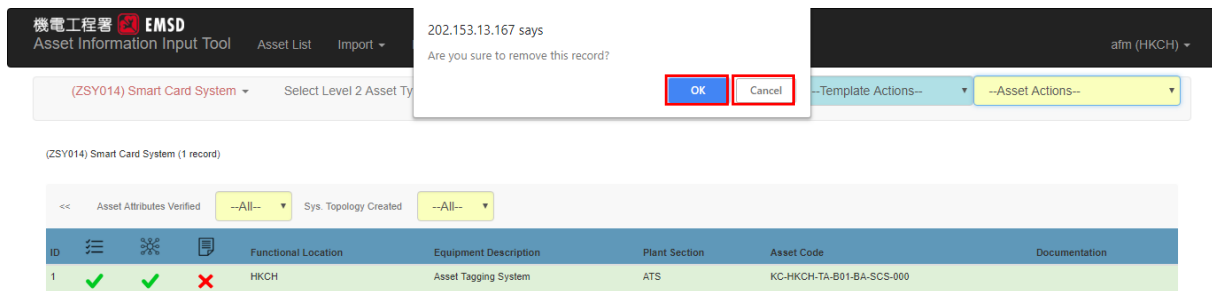 機電工程署 EMSD
Asset Information Input Tool Asset List Import afm (HKCH)
202.153.13.167 says
Are you sure to remove this record?
OK Cancel
(ZSY014) Smart Card System Select Level 2 Asset Ty --Template Actions-- --Asset Actions--
(ZSY014) Smart Card System (1 record)
<< Asset Attributes Verified --All-- Sys. Topology Created --All--
ID Functional Location Equipment Description Plant Section Asset Code Documentation
1 HKCH Asset Tagging System ATS KC-HKCH-TA-B01-BA-SCS-000